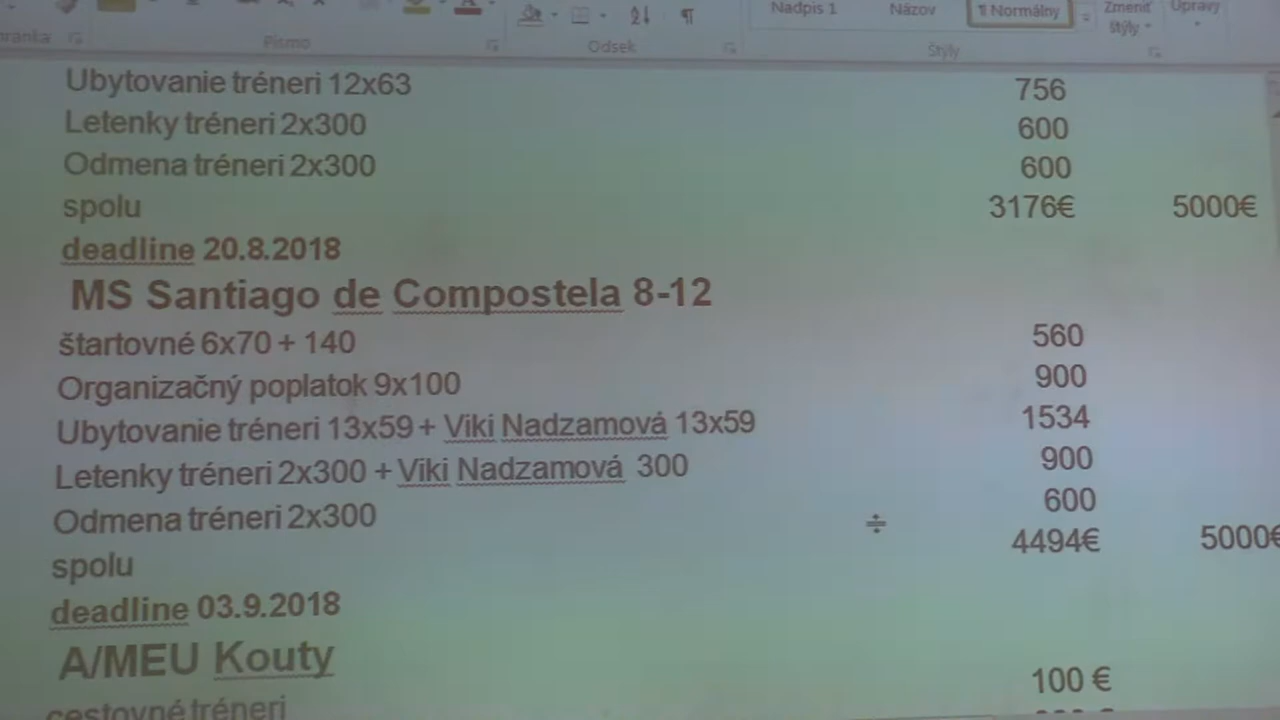 Nadpis 1 Názov ¶ Normálny Zmeniť štýly Úpravy
Písmo Odsek Štýly
Ubytovanie tréneri 12x63 756
Letenky tréneri 2x300 600
Odmena tréneri 2x300 600
spolu 3176€ 5000€
deadline 20.8.2018
MS Santiago de Compostela 8-12
štartovné 6x70 + 140 560
Organizačný poplatok 9x100 900
Ubytovanie tréneri 13x59 + Viki Nadzamová 13x59 1534
Letenky tréneri 2x300 + Viki Nadzamová 300 900
Odmena tréneri 2x300 600
spolu 4494€ 5000€
deadline 03.9.2018
A/MEU Kouty
cestovné tréneri 100 €